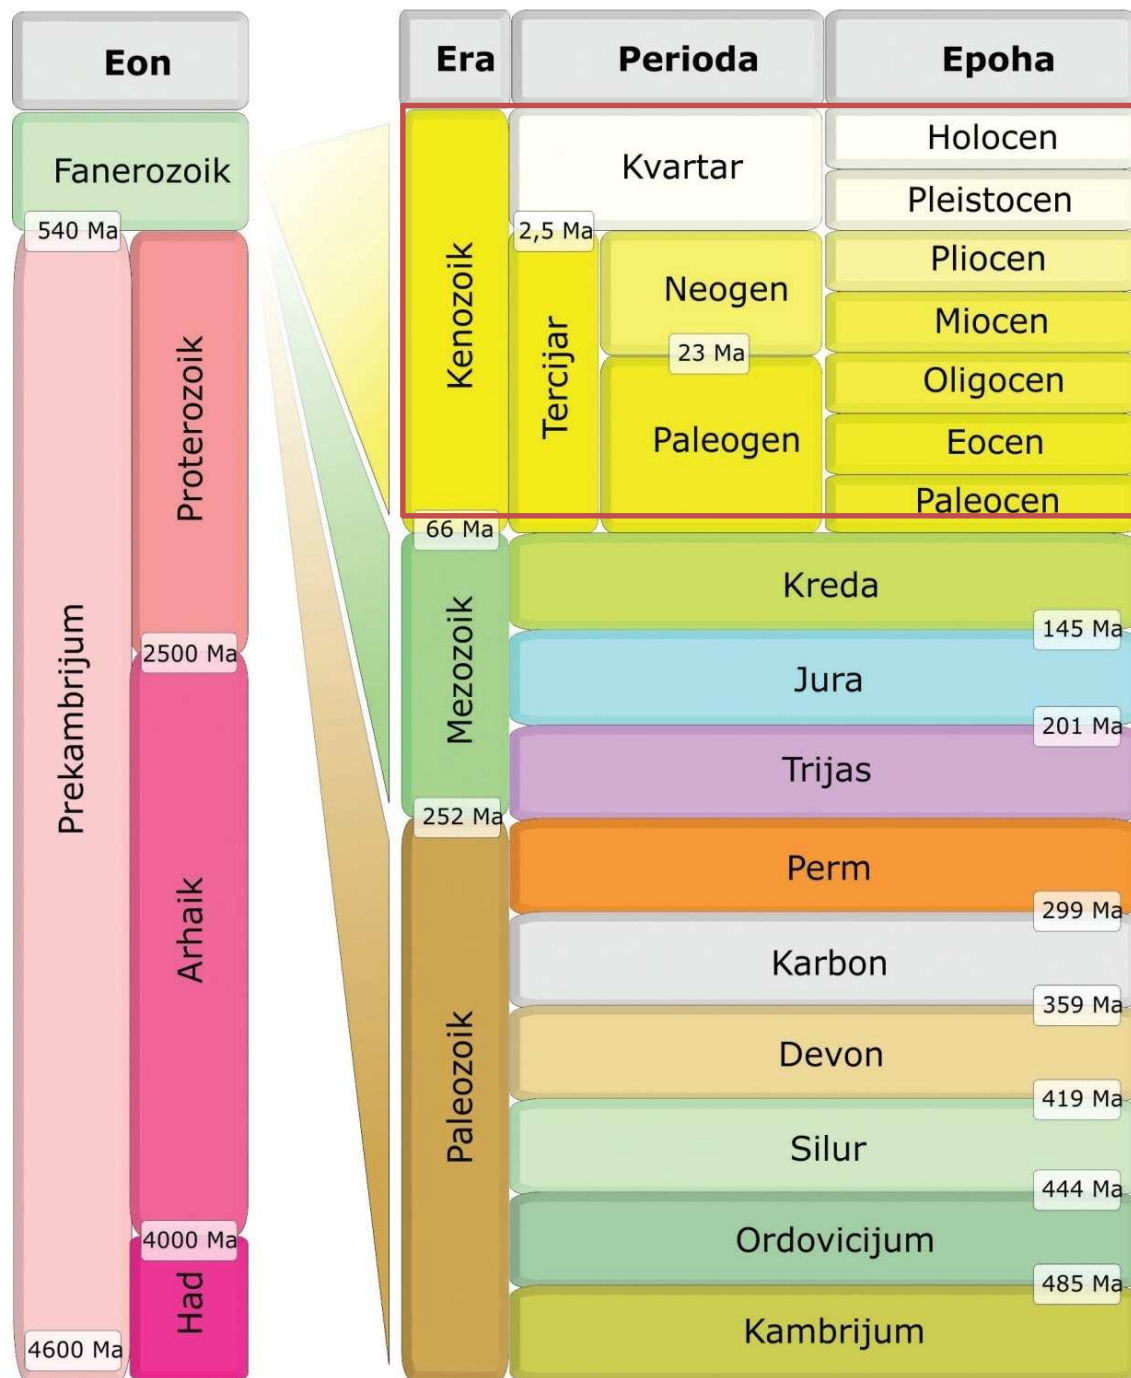 Eon
Fanerozoik
540 Ma
Prekambrijum
Proterozoik
2500 Ma
Arhaik
4000 Ma
Had
4600 Ma
Era
Perioda
Epoha
Kenozoik
Kvartar
Holocen
Pleistocen
2,5 Ma
Tercijar
Neogen
Pliocen
Miocen
23 Ma
Paleogen
Oligocen
Eocen
Paleocen
66 Ma
Mezozoik
Kreda
145 Ma
Jura
201 Ma
Trijas
252 Ma
Paleozoik
Perm
299 Ma
Karbon
359 Ma
Devon
419 Ma
Silur
444 Ma
Ordovicijum
485 Ma
Kambrijum